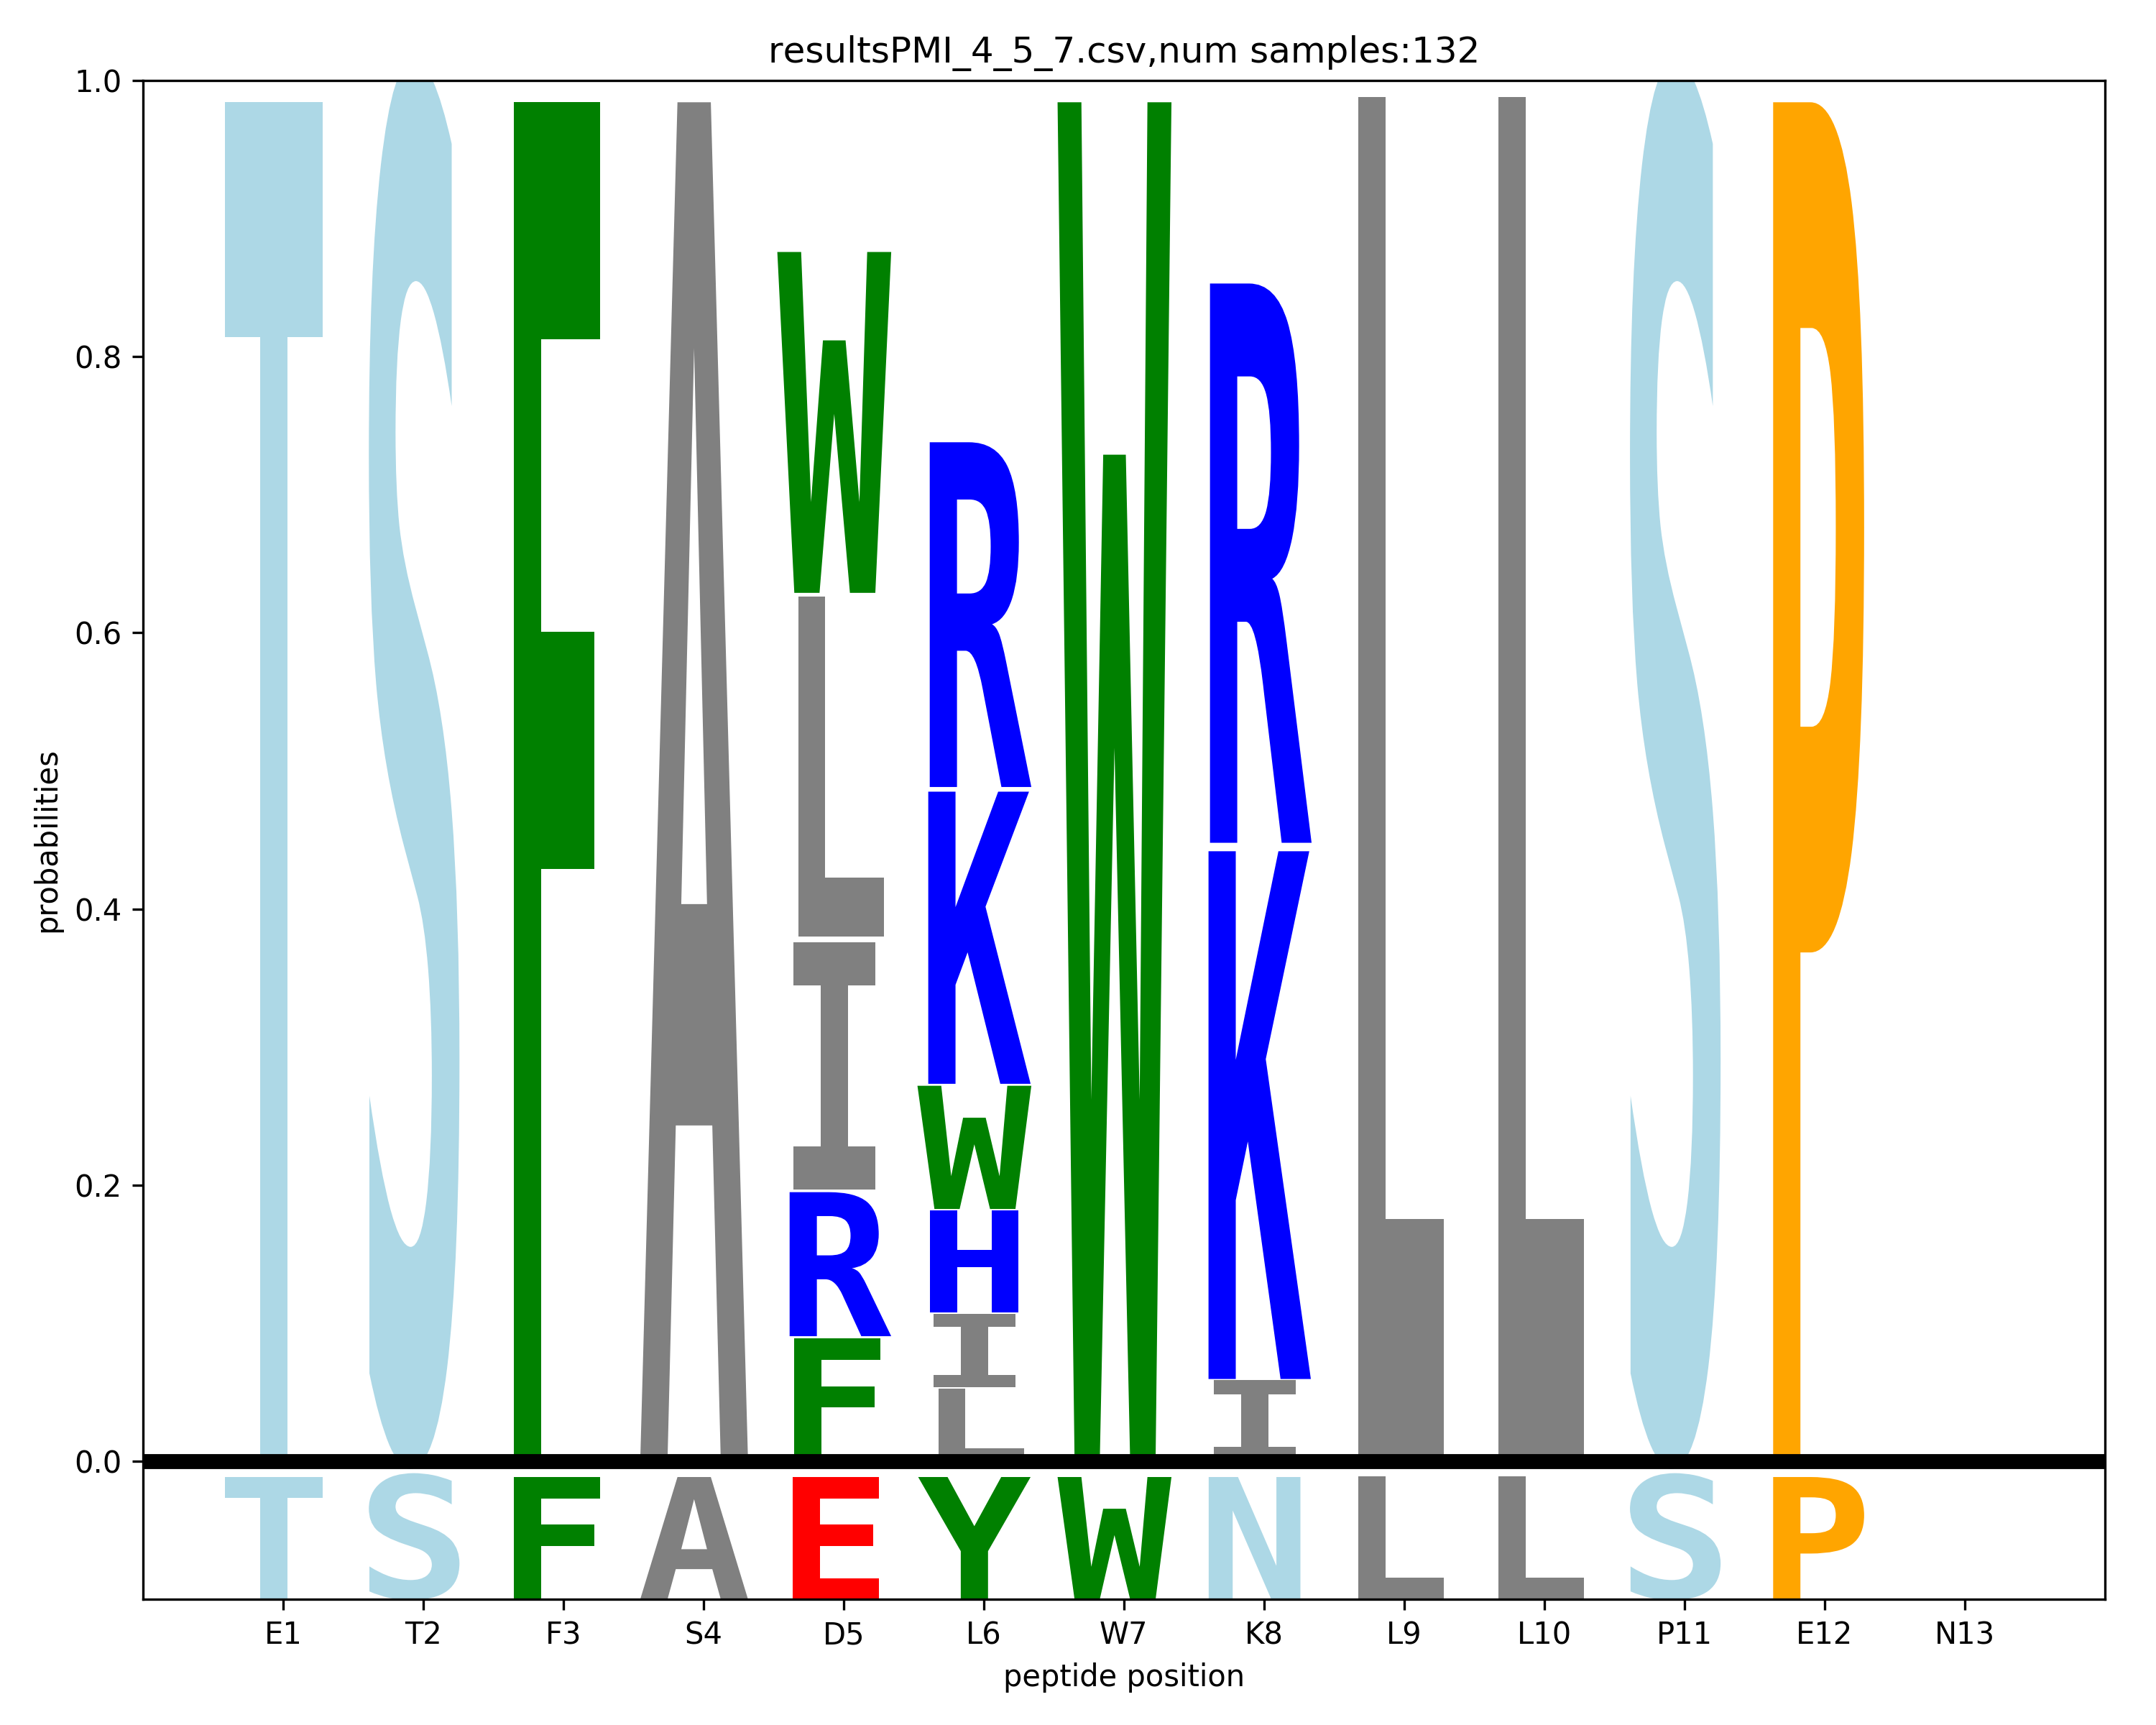 resultsPMI_4_5_7.csv,num samples:132
1.0
0.8
0.6
0.4
0.2
0.0
probabilities
T S F A W L I R F R K W H I L W R K I L L S P
T S F A E Y W N L L S P
E1 T2 F3 S4 D5 L6 W7 K8 L9 L10 P11 E12 N13
peptide position